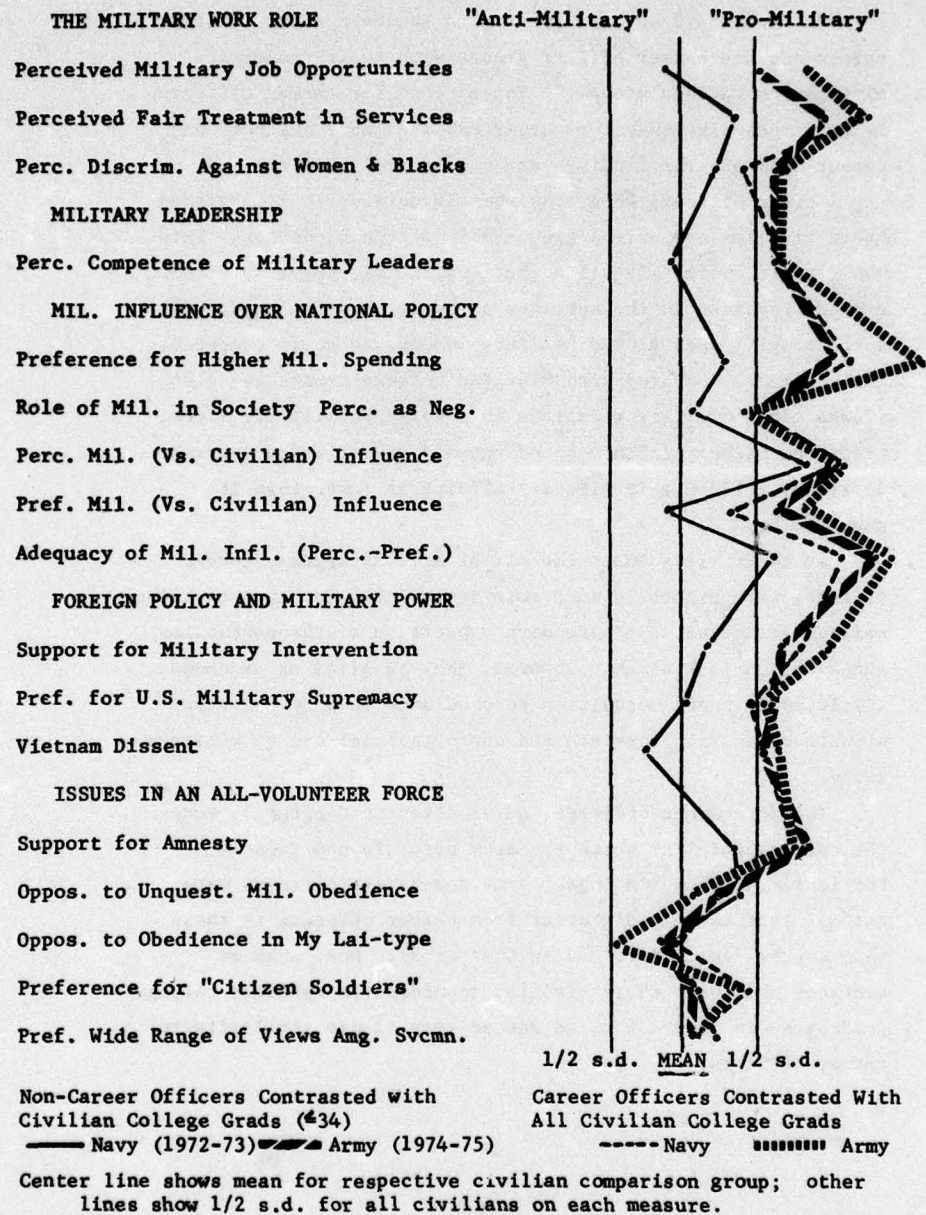 THE MILITARY WORK ROLE "Anti-Military" "Pro-Military"
Perceived Military Job Opportunities
Perceived Fair Treatment in Services
Perc. Discrim. Against Women & Blacks
MILITARY LEADERSHIP
Perc. Competence of Military Leaders
MIL. INFLUENCE OVER NATIONAL POLICY
Preference for Higher Mil. Spending
Role of Mil. in Society Perc. as Neg.
Perc. Mil. (Vs. Civilian) Influence
Pref. Mil. (Vs. Civilian) Influence
Adequacy of Mil. Infl. (Perc.-Pref.)
FOREIGN POLICY AND MILITARY POWER
Support for Military Intervention
Pref. for U.S. Military Supremacy
Vietnam Dissent
ISSUES IN AN ALL-VOLUNTEER FORCE
Support for Amnesty
Oppos. to Unquest. Mil. Obedience
Oppos. to Obedience in My Lai-type
Preference for "Citizen Soldiers"
Pref. Wide Range of Views Amg. Svcmn.
1/2 s.d. MEAN 1/2 s.d.
Non-Career Officers Contrasted with
Civilian College Grads (≤34)
Navy (1972-73) Army (1974-75)
Career Officers Contrasted With
All Civilian College Grads
Navy Army
Center line shows mean for respective civilian comparison group; other
lines show 1/2 s.d. for all civilians on each measure.